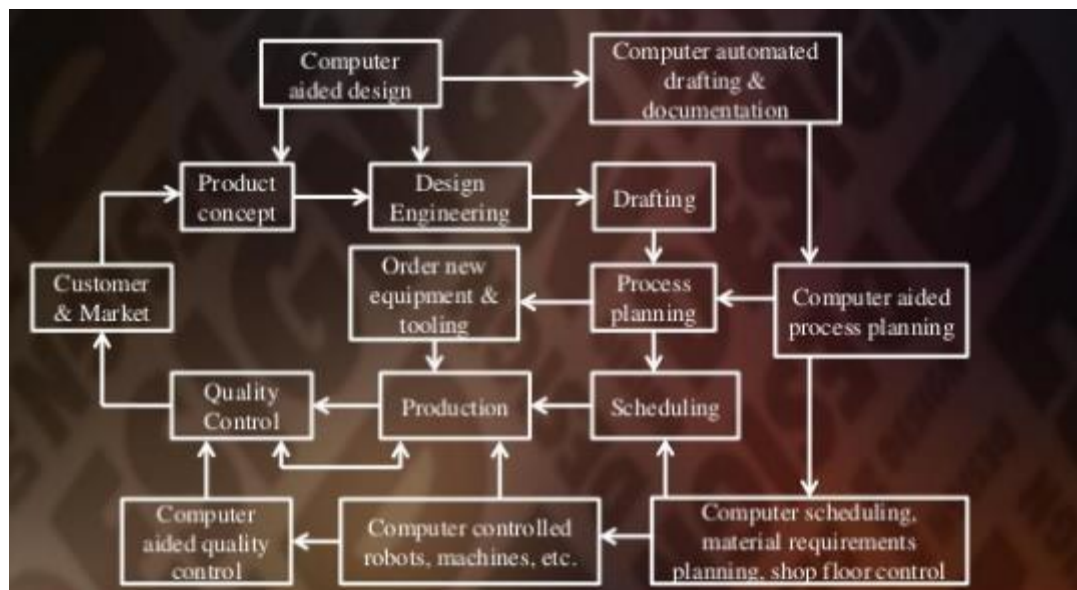 Computer
aided design
Computer automated
drafting &
documentation
Product
concept
Design
Engineering
Drafting
Customer
& Market
Order new
equipment &
tooling
Process
planning
Computer aided
process planning
Quality
Control
Production
Scheduling
Computer
aided quality
control
Computer controlled
robots, machines, etc.
Computer scheduling,
material requirements
planning, shop floor control